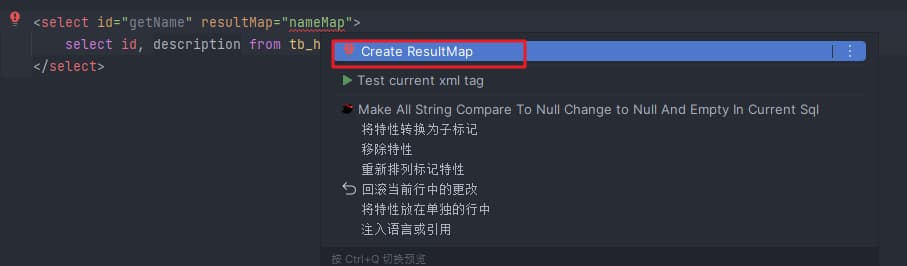 <select id="getName" resultMap="nameMap">
select id, description from tb_h
</select>
Create ResultMap
Test current xml tag
Make All String Compare To Null Change to Null And Empty In Current Sql
将特性转换为子标记
移除特性
重新排列标记特性
回滚当前行中的更改
将特性放在单独的行中
注入语言或引用
按 Ctrl+Q 切换预览